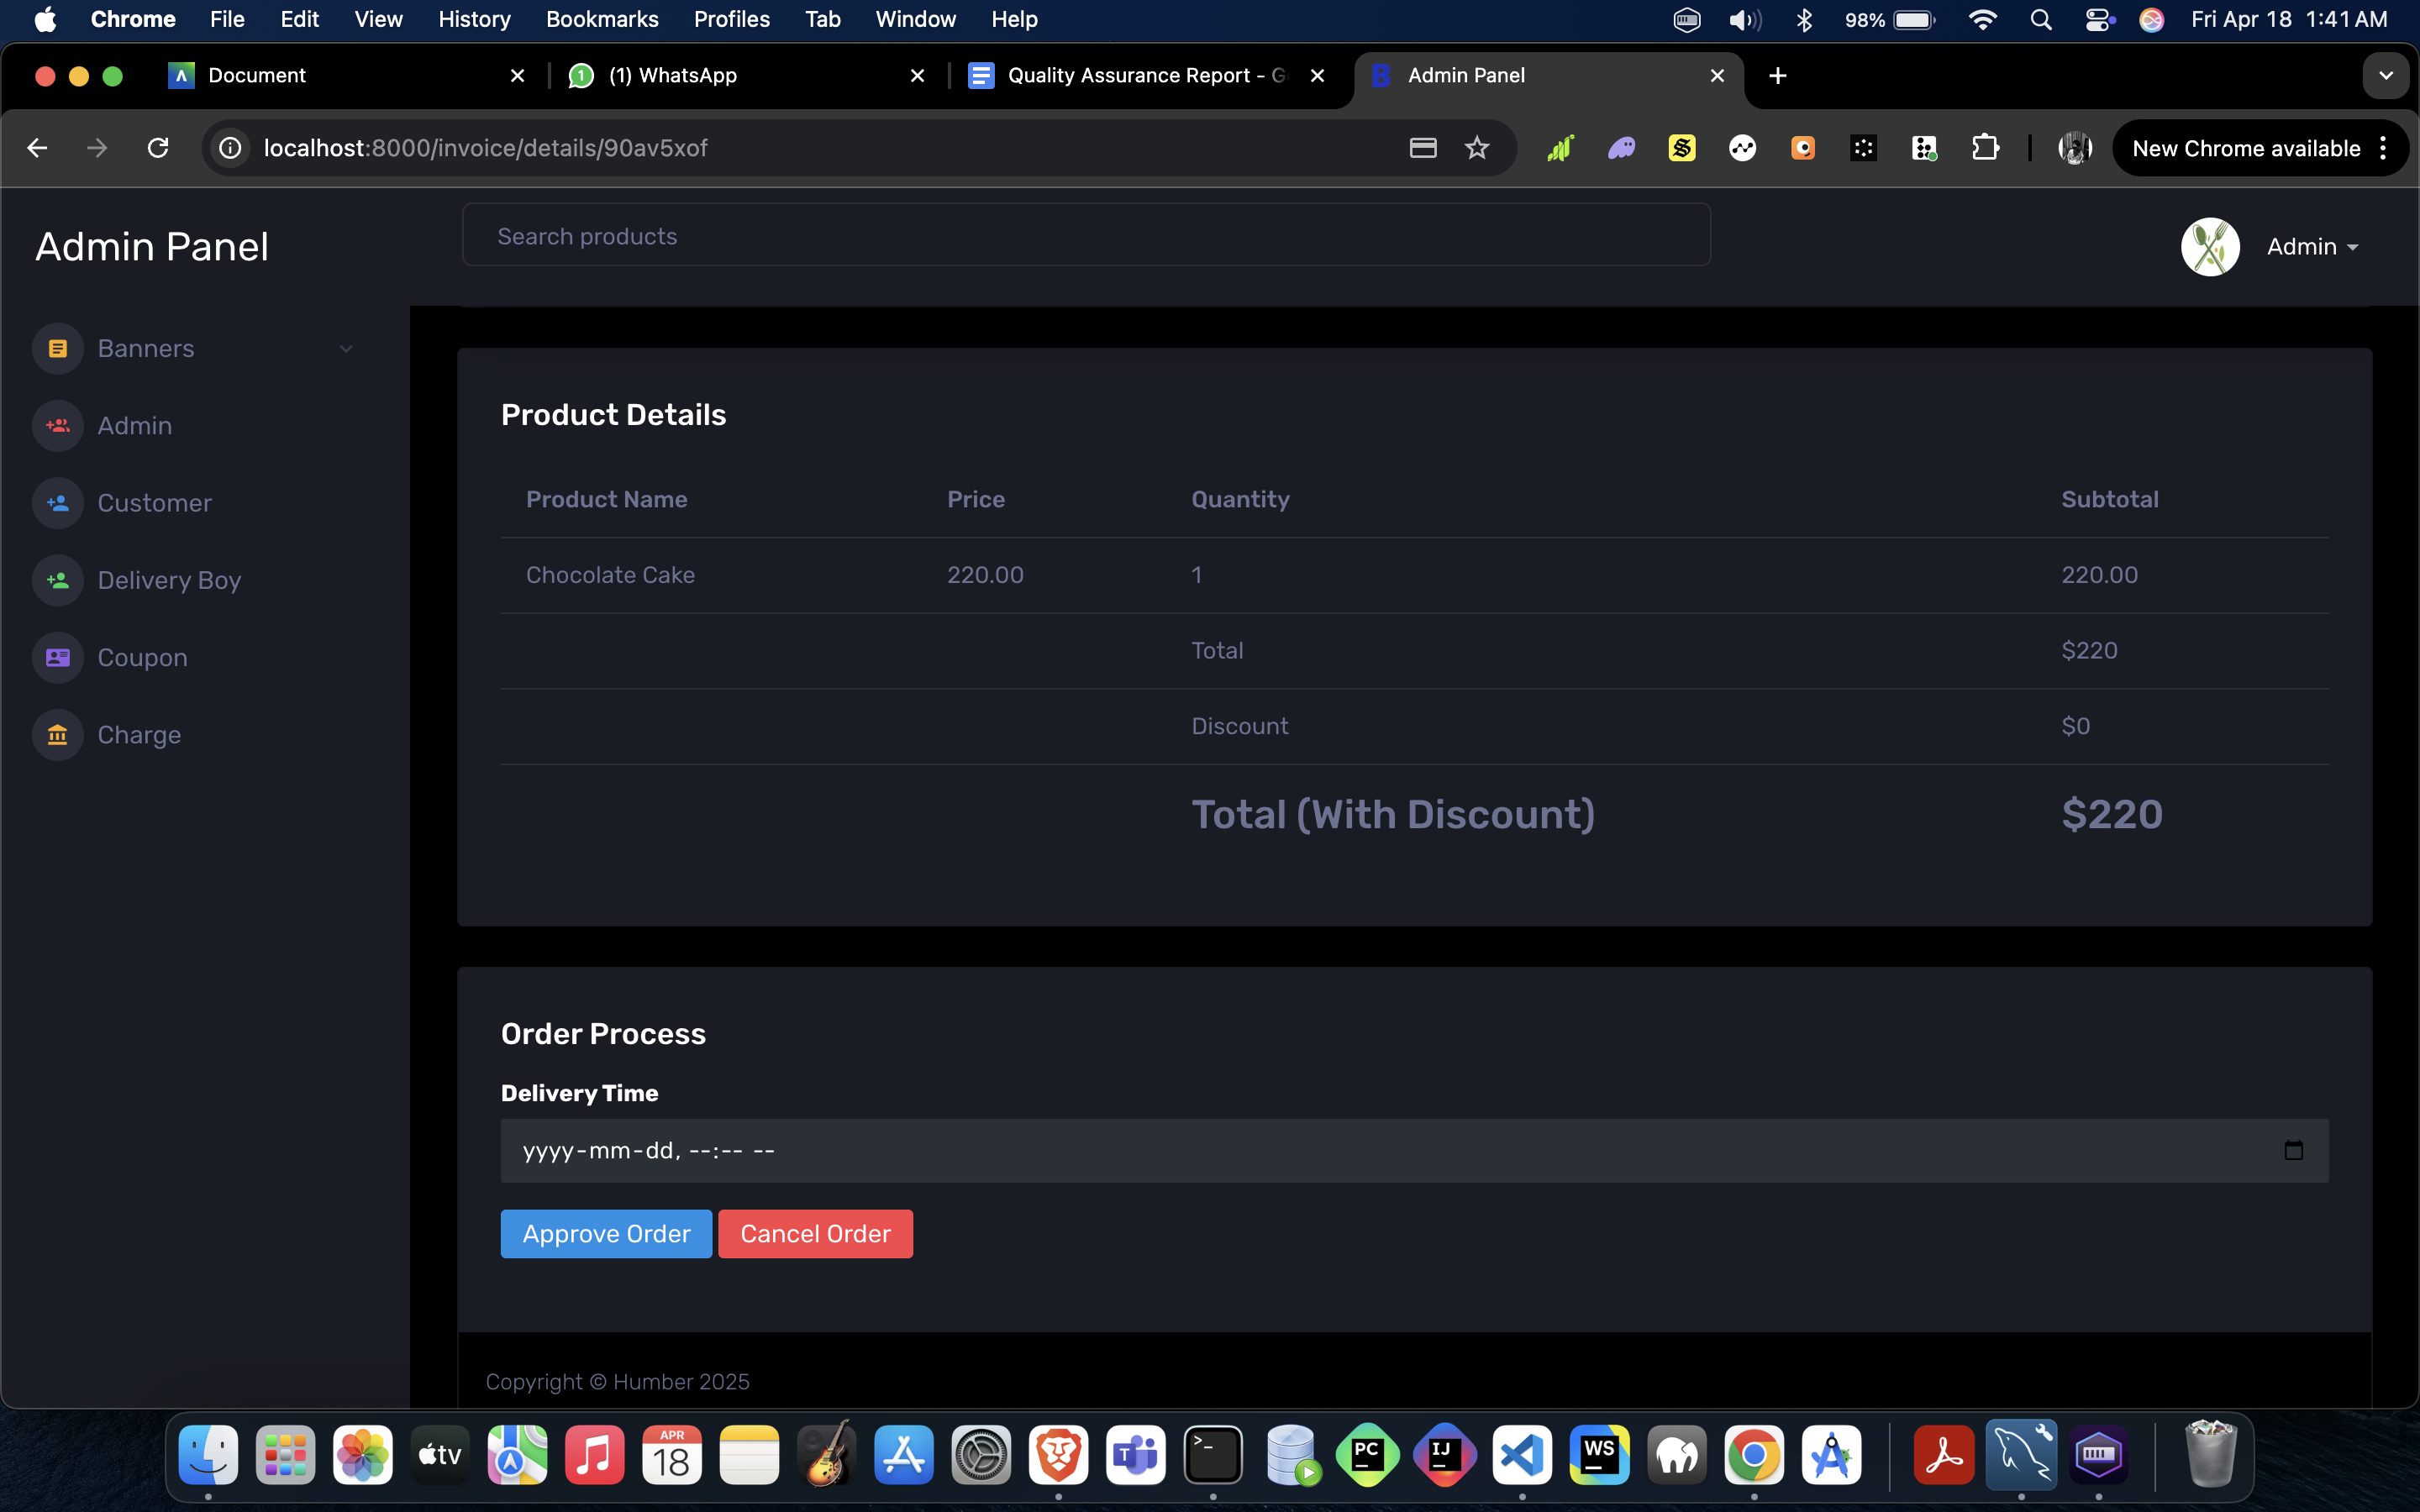 Chrome File Edit View History Bookmarks Profiles Tab Window Help 98% Fri Apr 18 1:41 AM
Document (1) WhatsApp Quality Assurance Report - G Admin Panel
localhost:8000/invoice/details/90av5xof New Chrome available
Admin Panel
Search products
Admin
Banners
Admin
Customer
Delivery Boy
Coupon
Charge
Product Details
Product Name Price Quantity Subtotal
Chocolate Cake 220.00 1 220.00
Total $220
Discount $0
Total (With Discount) $220
Order Process
Delivery Time
yyyy-mm-dd, --:-- --
Approve Order Cancel Order
Copyright © Humber 2025
tv APR 18 T >_ PC IJ WS